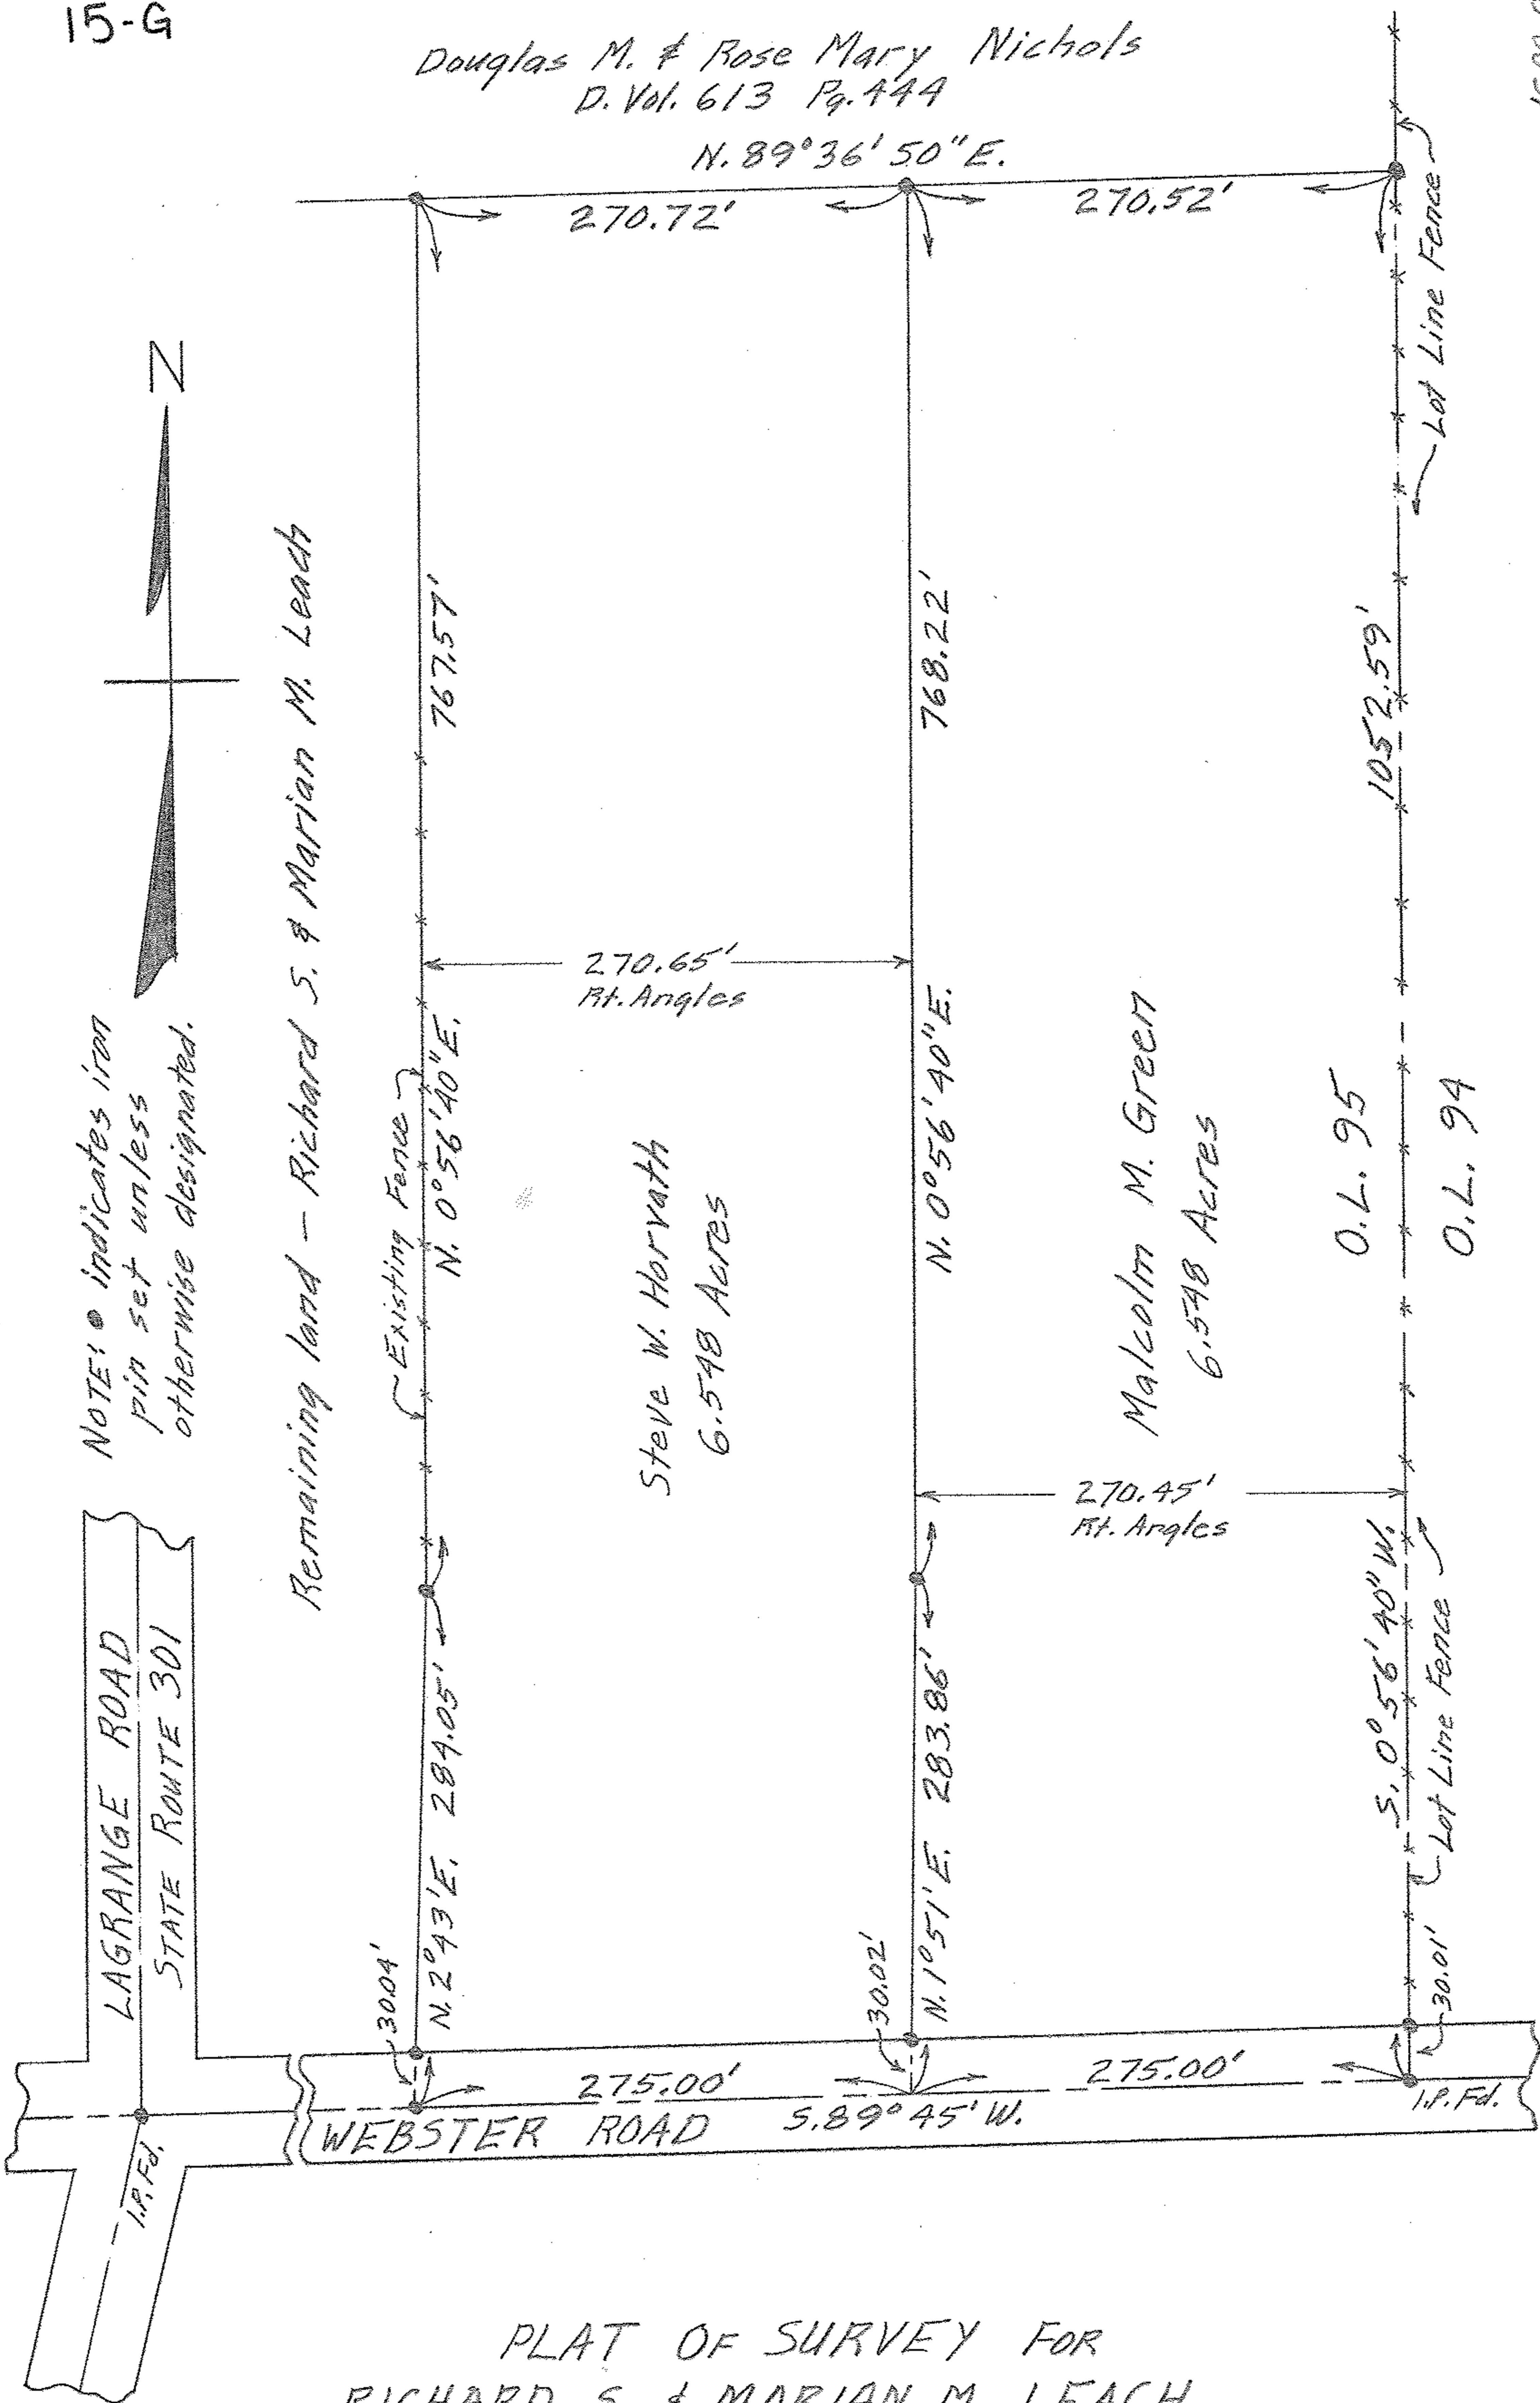 15-G
Douglas M. & Rose Mary Nichols
D. Vol. 613 Pg. 444
N. 89° 36' 50" E.
270.72'
270.52'
Lot Line Fence
N
NOTE: ● indicates iron
pin set unless
otherwise designated.
Remaining land – Richard S. & Marian M. Leach
767.57'
768.22'
1052.59'
270.65'
Rt. Angles
Existing Fence
N. 0° 56' 40" E.
N. 0° 56' 40" E.
Steve W. Horvath
6.548 Acres
Malcolm M. Green
6.548 Acres
O.L. 95
O.L. 94
270.45'
Rt. Angles
S. 0° 56' 40" W.
Lot Line Fence
LAGRANGE ROAD
STATE ROUTE 301
N. 2° 43' E. 284.05'
N. 1° 51' E. 283.86'
30.04'
30.02'
30.01'
275.00'
275.00'
WEBSTER ROAD
S. 89° 45' W.
I.P. Fd.
I.P. Fd.
PLAT OF SURVEY FOR
RICHARD S. & MARIAN M. LEACH